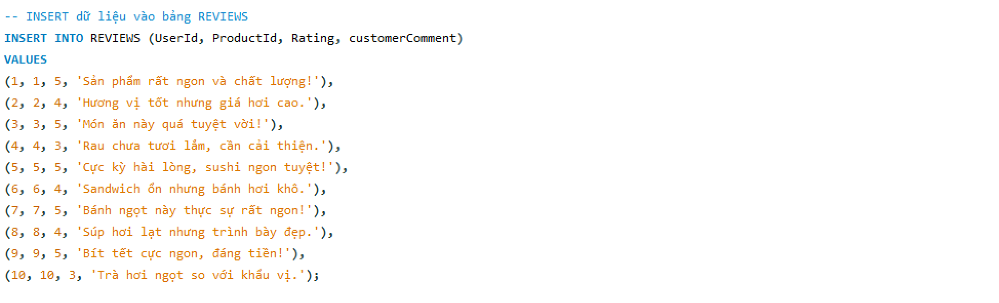 -- INSERT dữ liệu vào bảng REVIEWS
INSERT INTO REVIEWS (UserId, ProductId, Rating, customerComment)
VALUES
(1, 1, 5, 'Sản phẩm rất ngon và chất lượng!'),
(2, 2, 4, 'Hương vị tốt nhưng giá hơi cao.'),
(3, 3, 5, 'Món ăn này quá tuyệt vời!'),
(4, 4, 3, 'Rau chưa tươi lắm, cần cải thiện.'),
(5, 5, 5, 'Cực kỳ hài lòng, sushi ngon tuyệt!'),
(6, 6, 4, 'Sandwich ổn nhưng bánh hơi khô.'),
(7, 7, 5, 'Bánh ngọt này thực sự rất ngon!'),
(8, 8, 4, 'Súp hơi lạt nhưng trình bày đẹp.'),
(9, 9, 5, 'Bít tết cực ngon, đáng tiền!'),
(10, 10, 3, 'Trà hơi ngọt so với khẩu vị.');